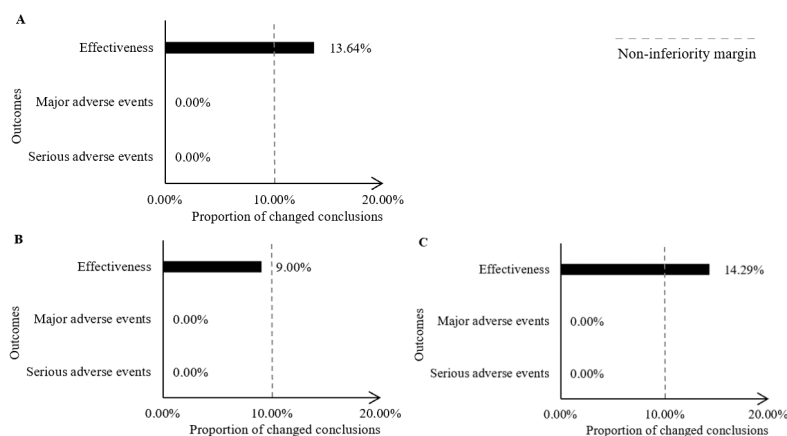 A
Effectiveness
13.64%
Major adverse events
0.00%
Serious adverse events
0.00%
Outcomes
0.00%
10.00%
20.00%
Proportion of changed conclusions
Non-inferiority margin
B
Effectiveness
9.00%
Major adverse events
0.00%
Serious adverse events
0.00%
Outcomes
0.00%
10.00%
20.00%
Proportion of changed conclusions
C
Effectiveness
14.29%
Major adverse events
0.00%
Serious adverse events
0.00%
Outcomes
0.00%
10.00%
20.00%
Proportion of changed conclusions